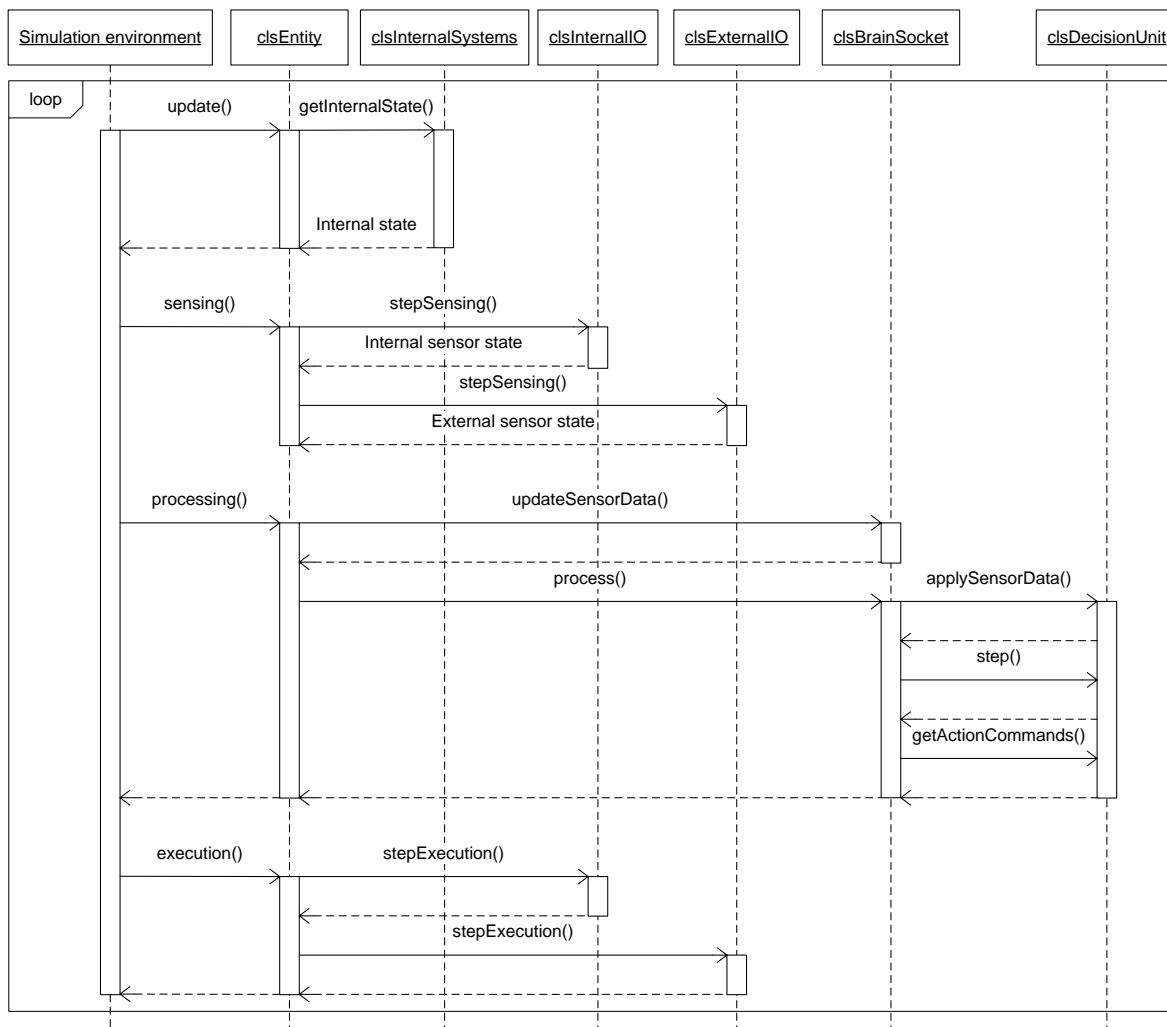 Simulation environment
clsEntity
clsInternalSystems
clsInternalIO
clsExternalIO
clsBrainSocket
clsDecisionUnit
loop
update()
getInternalState()
Internal state
sensing()
stepSensing()
Internal sensor state
stepSensing()
External sensor state
processing()
updateSensorData()
process()
applySensorData()
step()
getActionCommands()
execution()
stepExecution()
stepExecution()